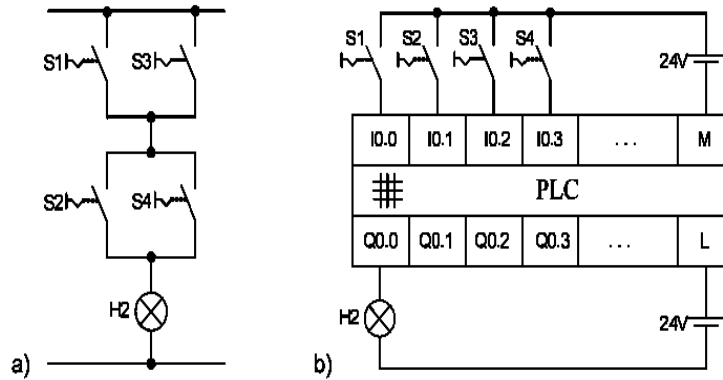 S1
S3
S2
S4
H2
a)
S1 S2 S3 S4
24V
I0.0 I0.1 I0.2 I0.3 ... M
PLC
Q0.0 Q0.1 Q0.2 Q0.3 ... L
H2
24V
b)